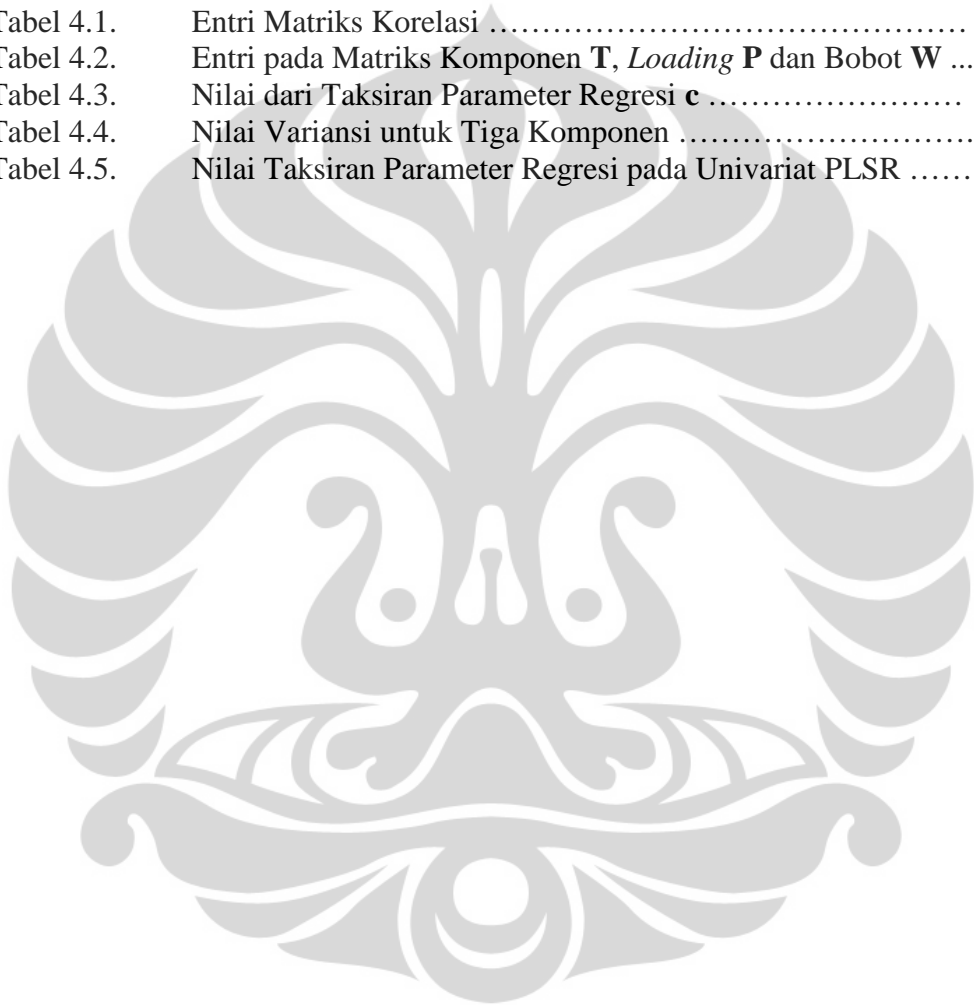 Tabel 4.1. Entri Matriks Korelasi ………………………………………
Tabel 4.2. Entri pada Matriks Komponen T, Loading P dan Bobot W ...
Tabel 4.3. Nilai dari Taksiran Parameter Regresi c ……………………
Tabel 4.4. Nilai Variansi untuk Tiga Komponen ……………………….
Tabel 4.5. Nilai Taksiran Parameter Regresi pada Univariat PLSR ……